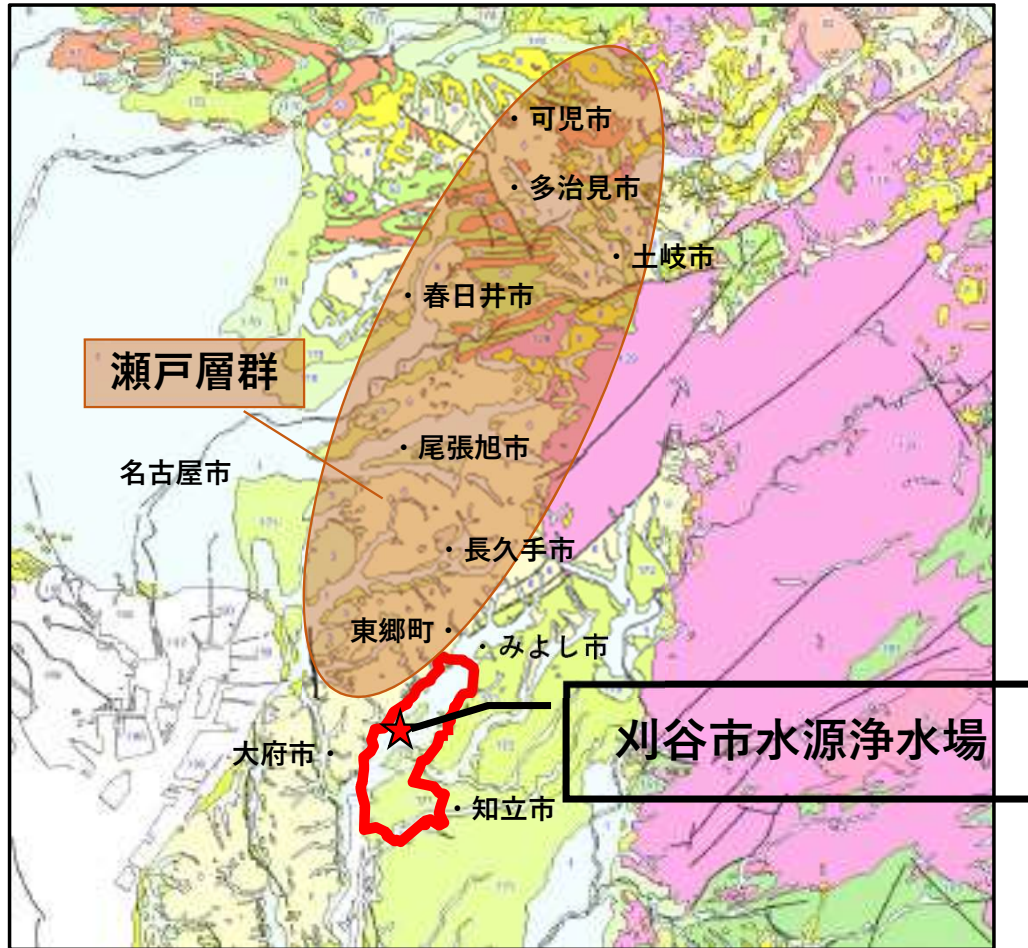 ・可児市
・多治見市
・土岐市
・春日井市
瀬戸層群
・尾張旭市
名古屋市
・長久手市
東郷町・
・みよし市
刈谷市水源浄水場
大府市・
・知立市